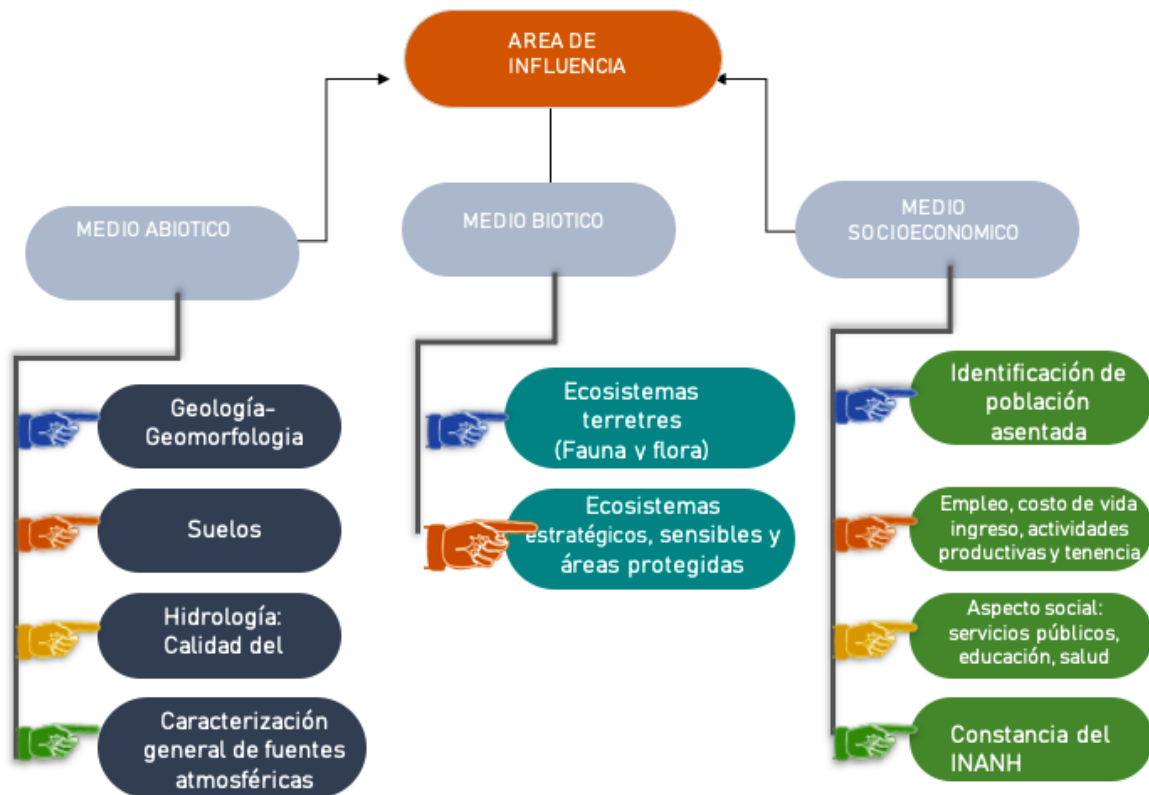 AREA DE
INFLUENCIA
MEDIO ABIOTICO
MEDIO BIOTICO
MEDIO
SOCIOECONOMICO
Geología-
Geomorfologia
Suelos
Hidrología:
Calidad del
Caracterización
general de fuentes
atmosféricas
Ecosistemas
terretres
(Fauna y flora)
Ecosistemas
estratégicos, sensibles y
áreas protegidas
Identificación de
población
asentada
Empleo, costo de vida
ingreso, actividades
productivas y tenencia
Aspecto social:
servicios públicos,
educación, salud
Constancia del
INANH